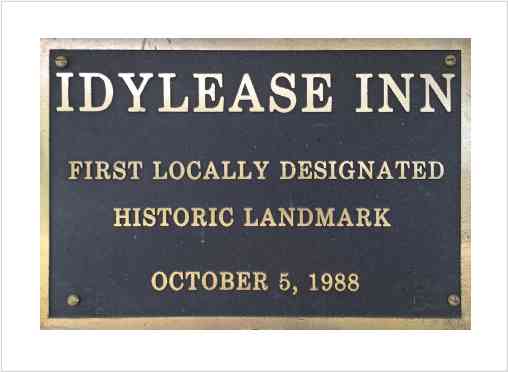 IDYLEASE INN
FIRST LOCALLY DESIGNATED
HISTORIC LANDMARK
OCTOBER 5, 1988